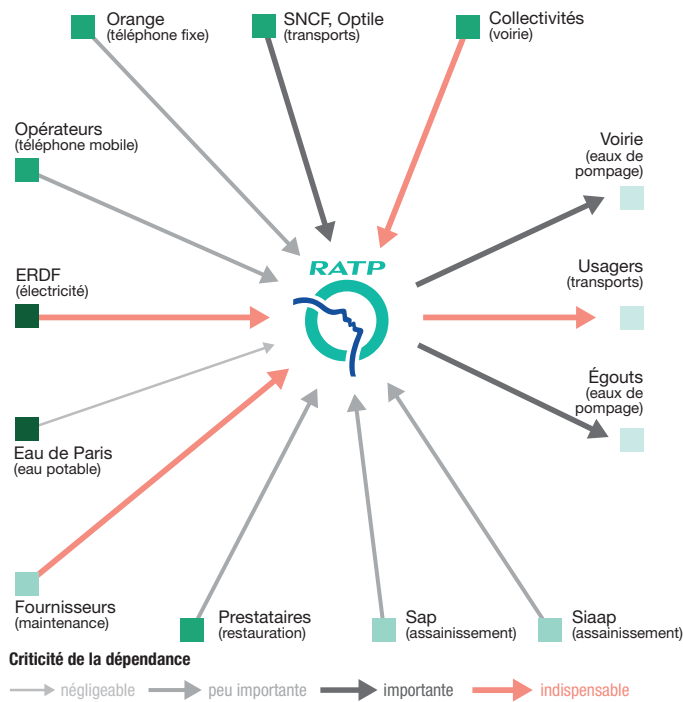 Orange
(téléphone fixe)
SNCF, Optile
(transports)
Collectivités
(voirie)
Opérateurs
(téléphone mobile)
Voirie
(eaux de
pompage)
ERDF
(électricité)
RATP
Usagers
(transports)
Eau de Paris
(eau potable)
Égouts
(eaux de
pompage)
Fournisseurs
(maintenance)
Prestataires
(restauration)
Sap
(assainissement)
Siaap
(assainissement)
Criticité de la dépendance
négligeable peu importante importante indispensable